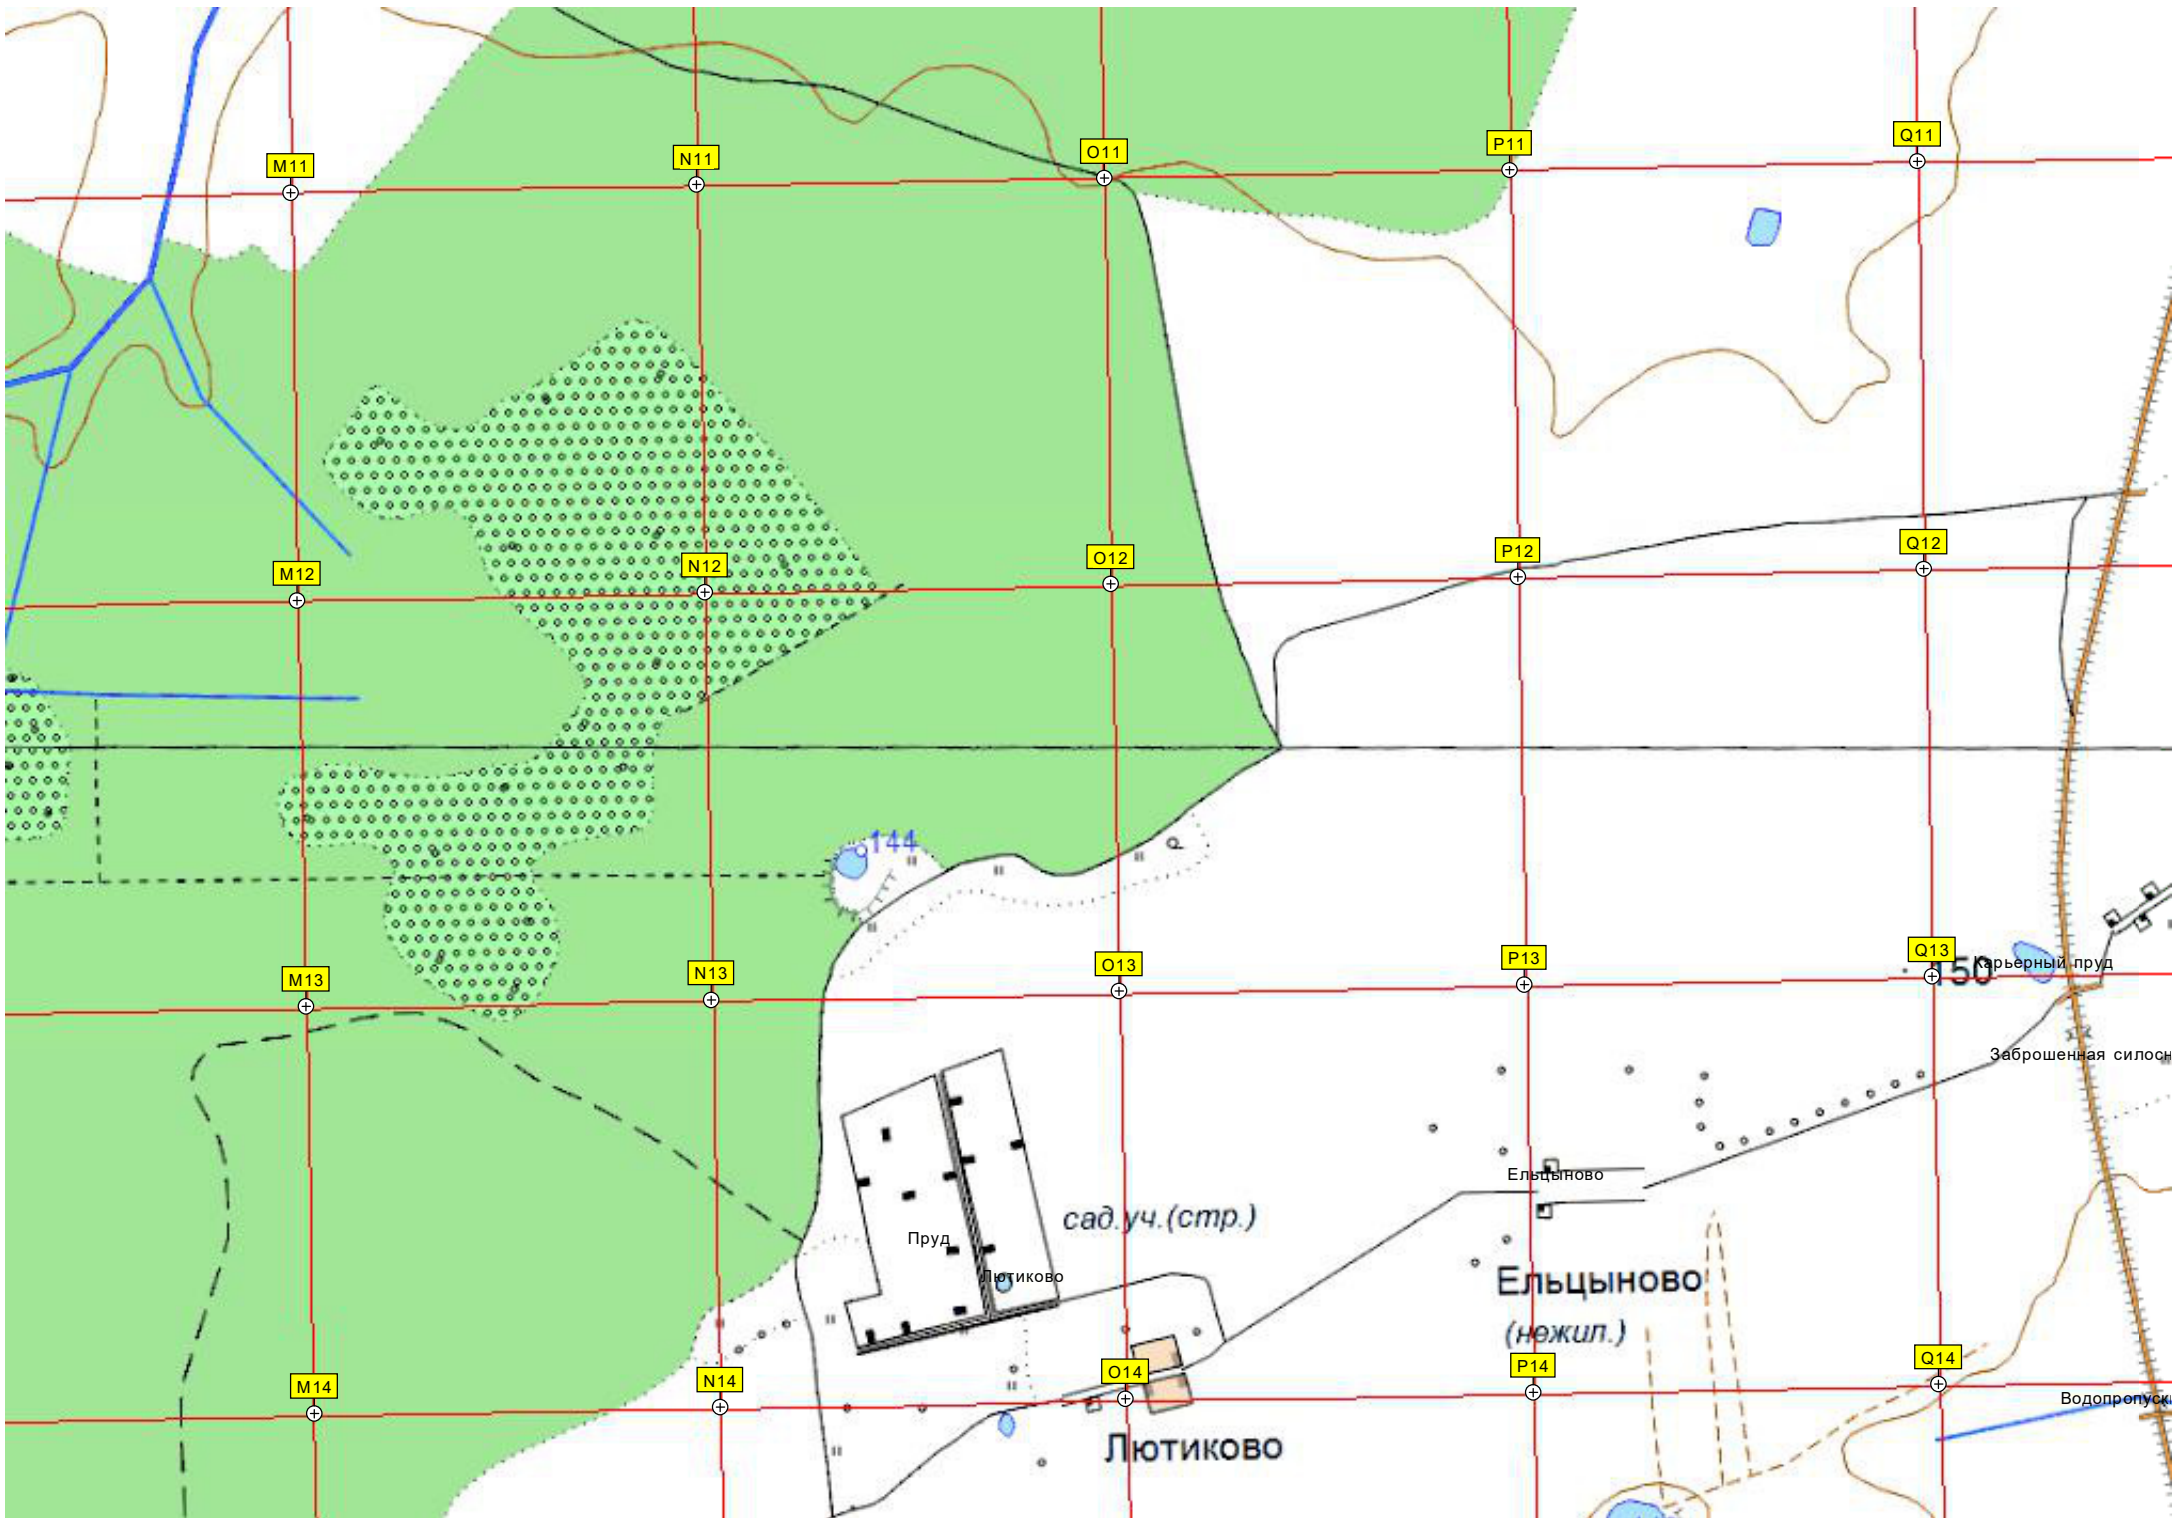 M11
N11
O11
P11
Q11
M12
N12
O12
P12
Q12
144
M13
N13
O13
P13
Q13
150
Карьерный пруд
Заброшенная силосн
Ельцыново
сад.уч.(стр.)
Пруд
Лютиково
Ельцыново
(нежил.)
M14
N14
O14
P14
Q14
Водопропуск
Лютиково